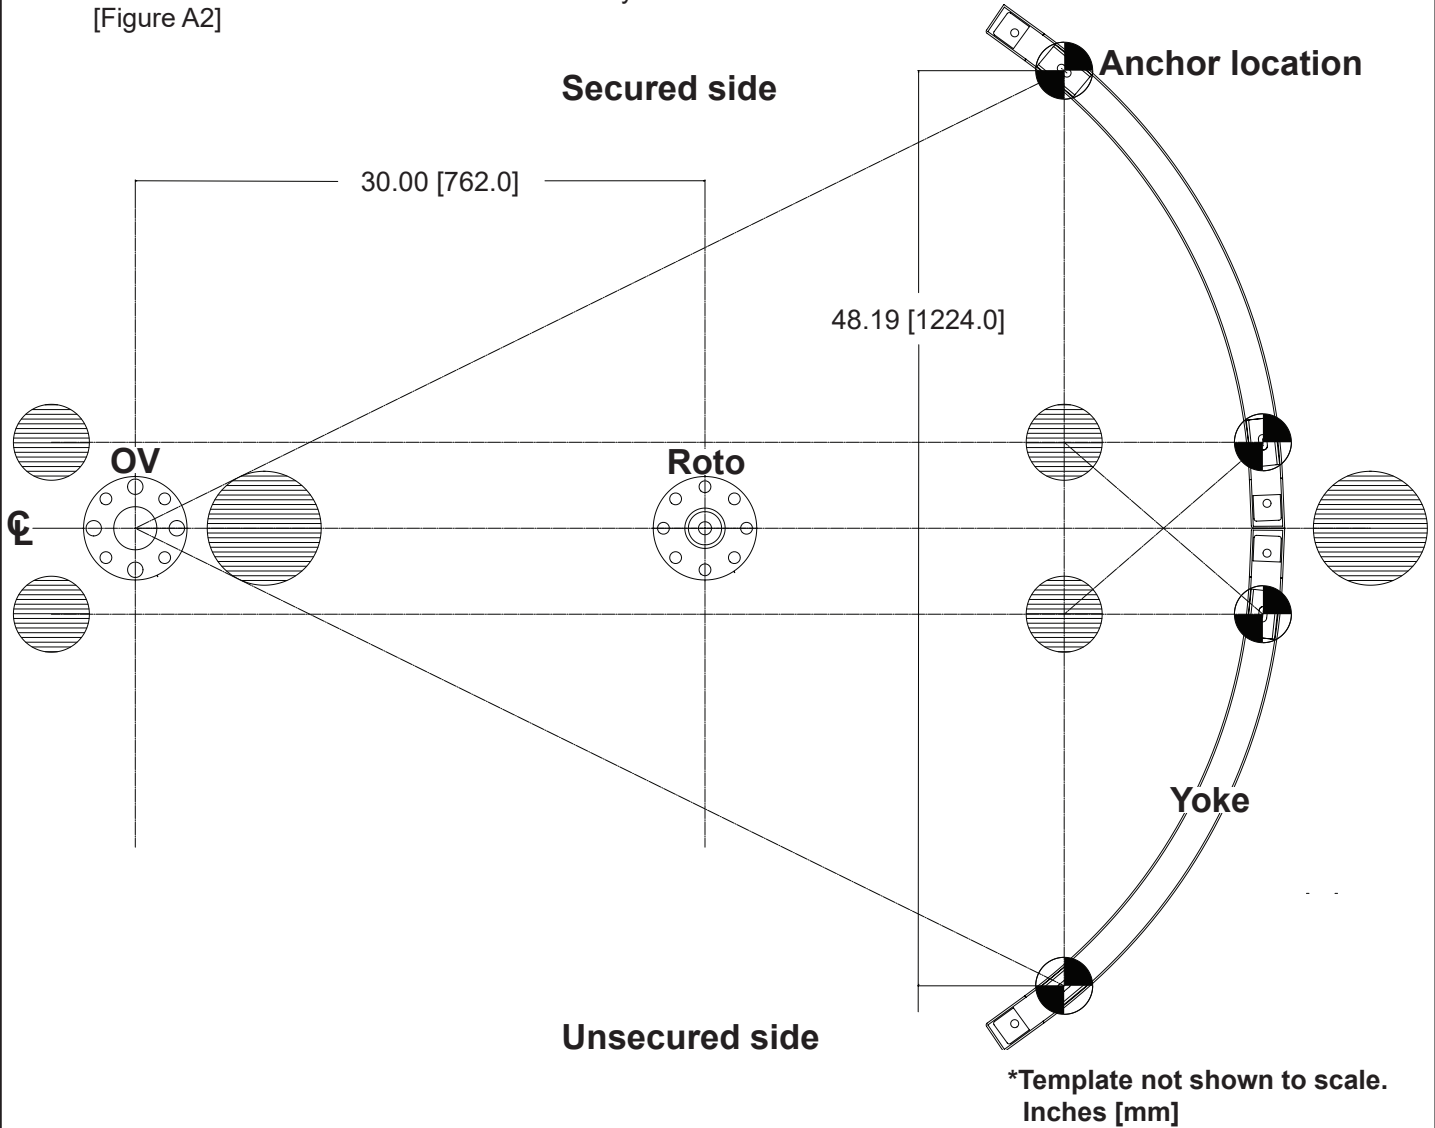 [Figure A2]
Anchor location
Secured side
30.00 [762.0]
48.19 [1224.0]
OV
Roto
℄
Yoke
Unsecured side
*Template not shown to scale.
Inches [mm]